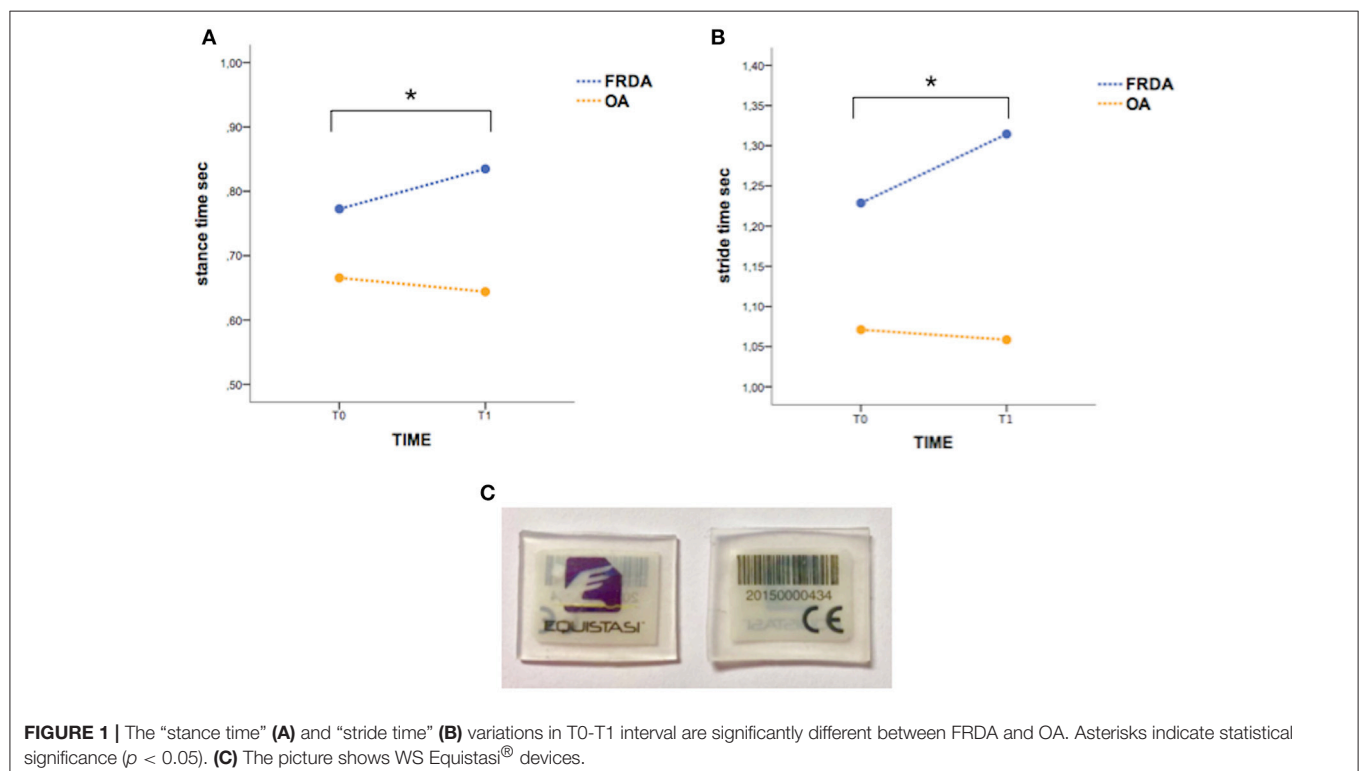 A
1,00
,90
,80
,70
,60
,50
stance time sec
*
FRDA
OA
T0
T1
TIME
B
1,40
1,35
1,30
1,25
1,20
1,15
1,10
1,05
1,00
stride time sec
*
FRDA
OA
T0
T1
TIME
C
EQUISTASI
20150000434
CE
FIGURE 1 | The “stance time” (A) and “stride time” (B) variations in T0-T1 interval are significantly different between FRDA and OA. Asterisks indicate statistical
significance (p < 0.05). (C) The picture shows WS Equistasi® devices.